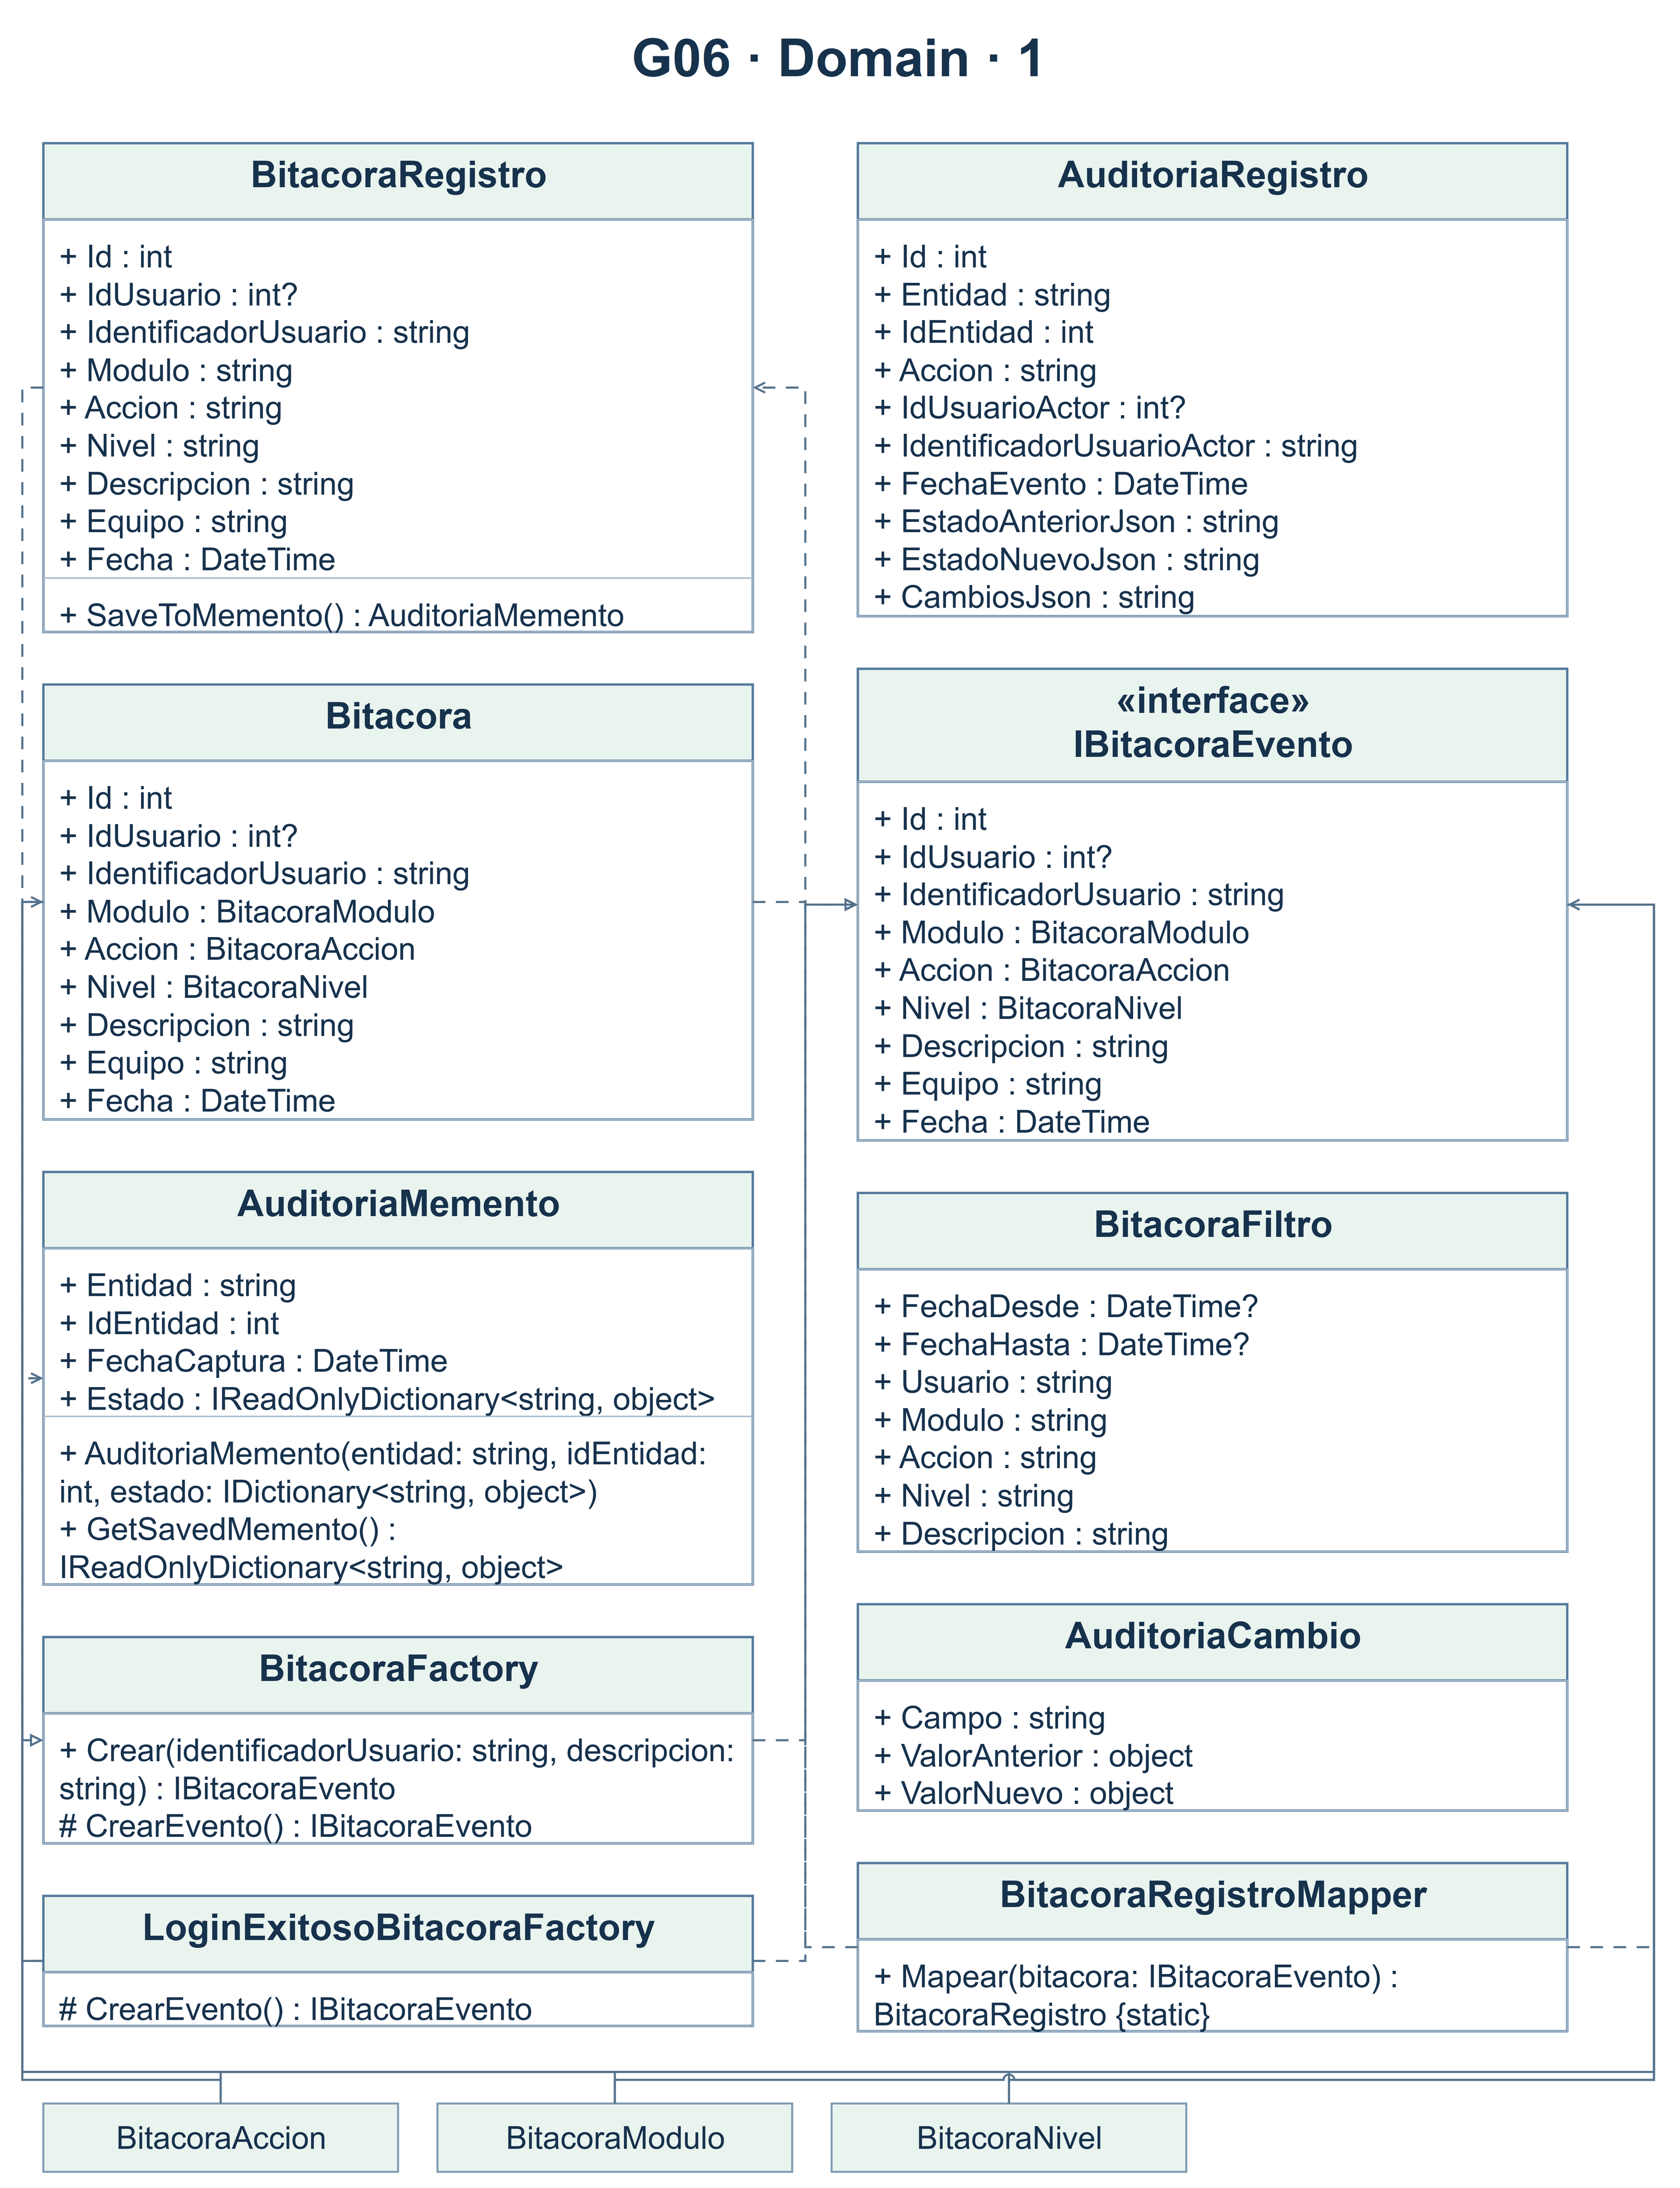 G06 · Domain · 1
BitacoraRegistro
+ Id : int
+ IdUsuario : int?
+ IdentificadorUsuario : string
+ Modulo : string
+ Accion : string
+ Nivel : string
+ Descripcion : string
+ Equipo : string
+ Fecha : DateTime
+ SaveToMemento() : AuditoriaMemento
AuditoriaRegistro
+ Id : int
+ Entidad : string
+ IdEntidad : int
+ Accion : string
+ IdUsuarioActor : int?
+ IdentificadorUsuarioActor : string
+ FechaEvento : DateTime
+ EstadoAnteriorJson : string
+ EstadoNuevoJson : string
+ CambiosJson : string
Bitacora
+ Id : int
+ IdUsuario : int?
+ IdentificadorUsuario : string
+ Modulo : BitacoraModulo
+ Accion : BitacoraAccion
+ Nivel : BitacoraNivel
+ Descripcion : string
+ Equipo : string
+ Fecha : DateTime
«interface»
IBitacoraEvento
+ Id : int
+ IdUsuario : int?
+ IdentificadorUsuario : string
+ Modulo : BitacoraModulo
+ Accion : BitacoraAccion
+ Nivel : BitacoraNivel
+ Descripcion : string
+ Equipo : string
+ Fecha : DateTime
AuditoriaMemento
+ Entidad : string
+ IdEntidad : int
+ FechaCaptura : DateTime
+ Estado : IReadOnlyDictionary<string, object>
+ AuditoriaMemento(entidad: string, idEntidad:
int, estado: IDictionary<string, object>)
+ GetSavedMemento() :
IReadOnlyDictionary<string, object>
BitacoraFiltro
+ FechaDesde : DateTime?
+ FechaHasta : DateTime?
+ Usuario : string
+ Modulo : string
+ Accion : string
+ Nivel : string
+ Descripcion : string
BitacoraFactory
+ Crear(identificadorUsuario: string, descripcion:
string) : IBitacoraEvento
# CrearEvento() : IBitacoraEvento
AuditoriaCambio
+ Campo : string
+ ValorAnterior : object
+ ValorNuevo : object
LoginExitosoBitacoraFactory
# CrearEvento() : IBitacoraEvento
BitacoraRegistroMapper
+ Mapear(bitacora: IBitacoraEvento) :
BitacoraRegistro {static}
BitacoraAccion
BitacoraModulo
BitacoraNivel